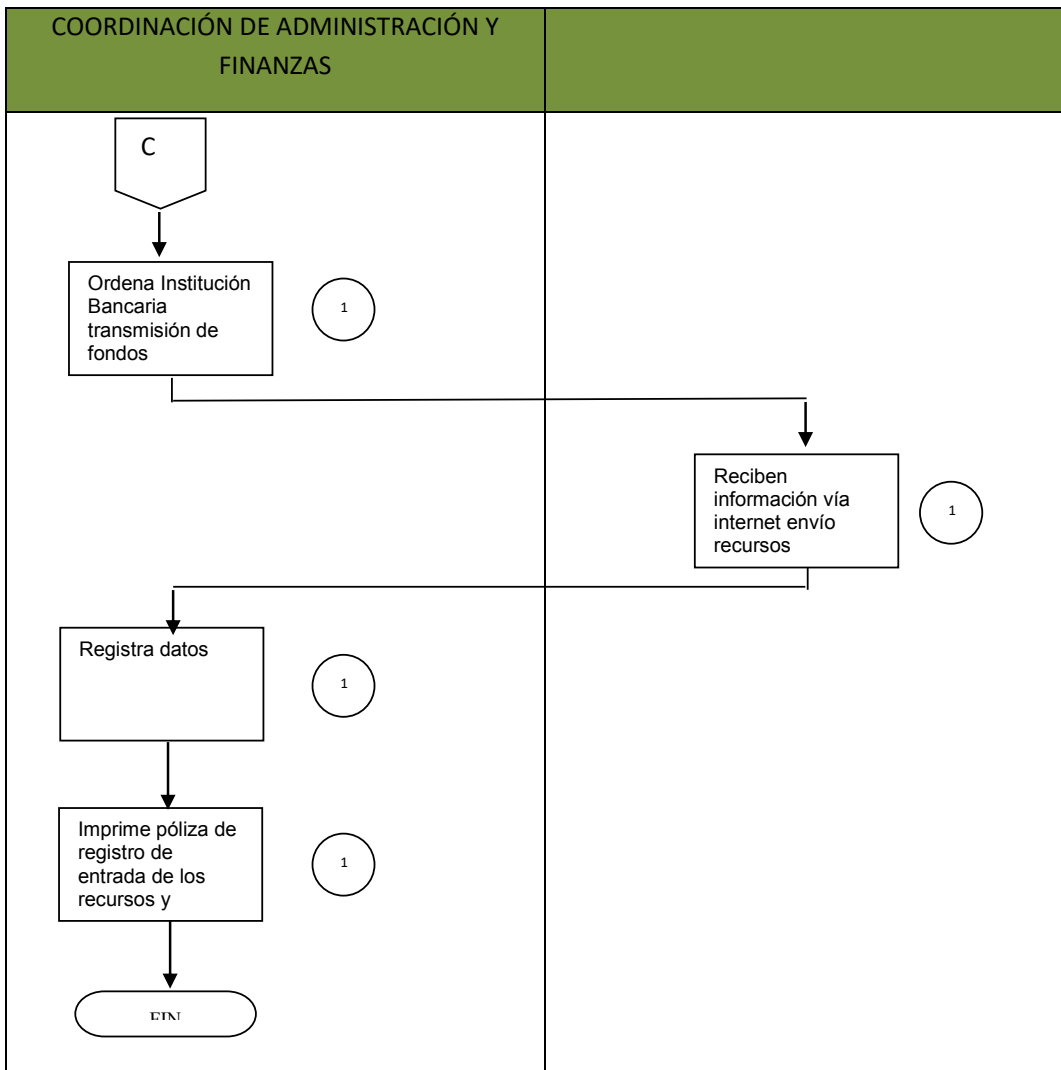 COORDINACIÓN DE ADMINISTRACIÓN Y
FINANZAS
C
Ordena Institución
Bancaria
transmisión de
fondos
1
Reciben
información vía
internet envío
recursos
1
Registra datos
1
Imprime póliza de
registro de
entrada de los
recursos y
1
FIN